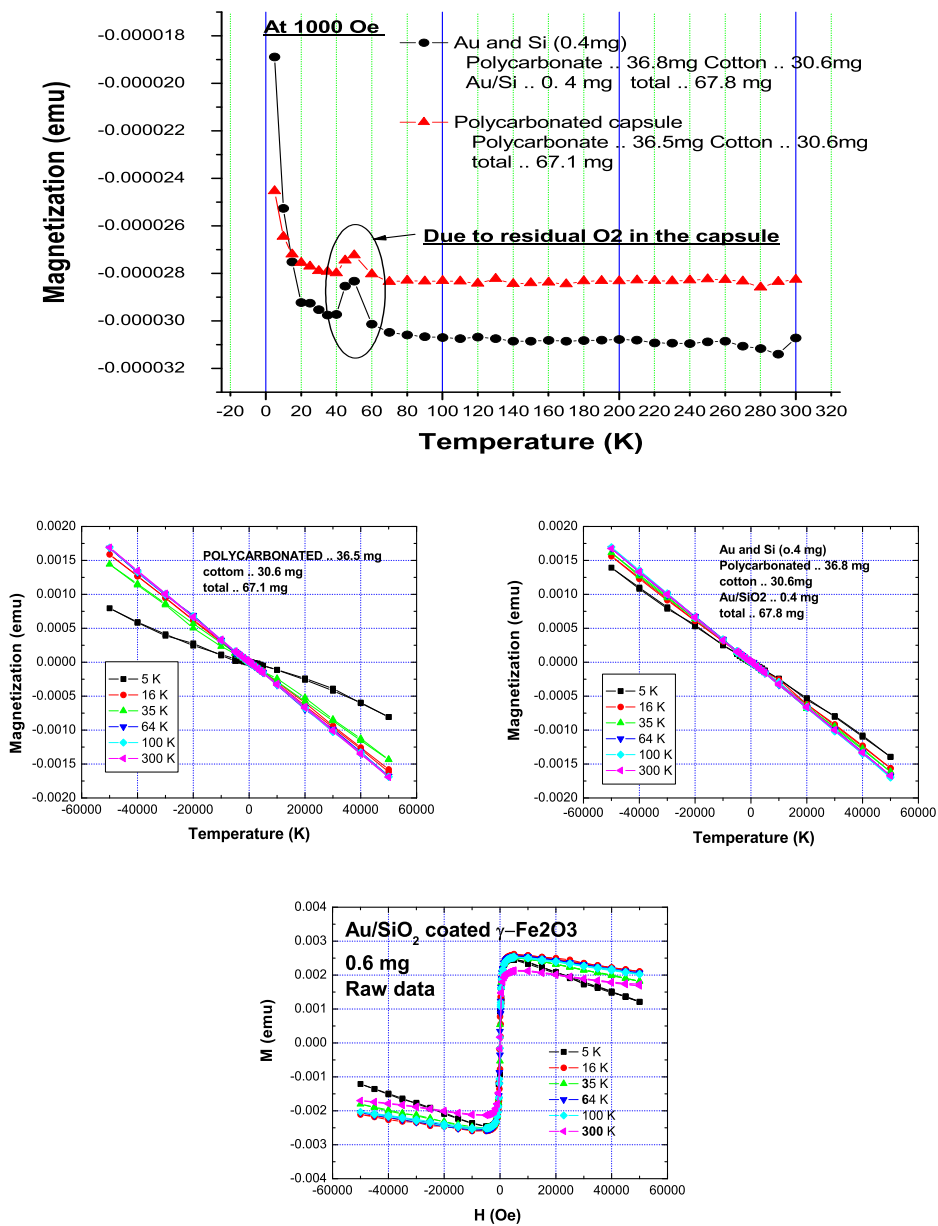 At 1000 Oe
Au and Si (0.4mg)
Polycarbonate .. 36.8mg Cotton .. 30.6mg
Au/Si .. 0. 4 mg total .. 67.8 mg
Polycarbonated capsule
Polycarbonate .. 36.5mg Cotton .. 30.6mg
total .. 67.1 mg
Due to residual O2 in the capsule
Magnetization (emu)
-0.000018
-0.000020
-0.000022
-0.000024
-0.000026
-0.000028
-0.000030
-0.000032
-20 0 20 40 60 80 100 120 140 160 180 200 220 240 260 280 300 320
Temperature (K)
POLYCARBONATED .. 36.5 mg
cottom .. 30.6 mg
total .. 67.1 mg
Magnetization (emu)
0.0020
0.0015
0.0010
0.0005
0.0000
-0.0005
-0.0010
-0.0015
-0.0020
5 K
16 K
35 K
64 K
100 K
300 K
-60000 -40000 -20000 0 20000 40000 60000
Temperature (K)
Au and Si (o.4 mg)
Polycarbonated .. 36.8 mg
cotton .. 30.6mg
Au/SiO2 .. 0.4 mg
total .. 67.8 mg
Magnetization (emu)
0.0020
0.0015
0.0010
0.0005
0.0000
-0.0005
-0.0010
-0.0015
-0.0020
5 K
16 K
35 K
64 K
100 K
300 K
-60000 -40000 -20000 0 20000 40000 60000
Temperature (K)
Au/SiO2 coated γ−Fe2O3
0.6 mg
Raw data
M (emu)
0.004
0.003
0.002
0.001
0.000
-0.001
-0.002
-0.003
-0.004
5 K
16 K
35 K
64 K
100 K
300 K
-60000 -40000 -20000 0 20000 40000 60000
H (Oe)